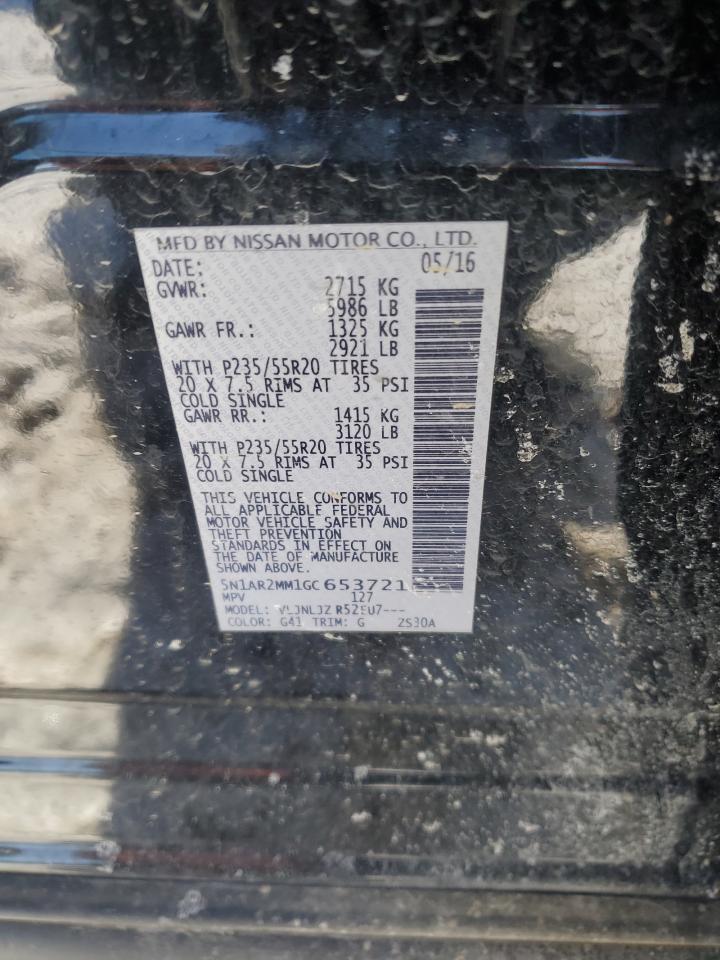 MFD BY NISSAN MOTOR CO., LTD.
DATE: 05/16
GVWR: 2715 KG
5986 LB
GAWR FR.: 1325 KG
2921 LB
WITH P235/55R20 TIRES
20 X 7.5 RIMS AT 35 PSI
COLD SINGLE
GAWR RR.: 1415 KG
3120 LB
WITH P235/55R20 TIRES
20 X 7.5 RIMS AT 35 PSI
COLD SINGLE
THIS VEHICLE CONFORMS TO
ALL APPLICABLE FEDERAL
MOTOR VEHICLE SAFETY AND
THEFT PREVENTION
STANDARDS IN EFFECT ON
THE DATE OF MANUFACTURE
SHOWN ABOVE.
5N1AR2MM1GC653721
MPV 127
MODEL:
COLOR: G41 TRIM: G ZS30A